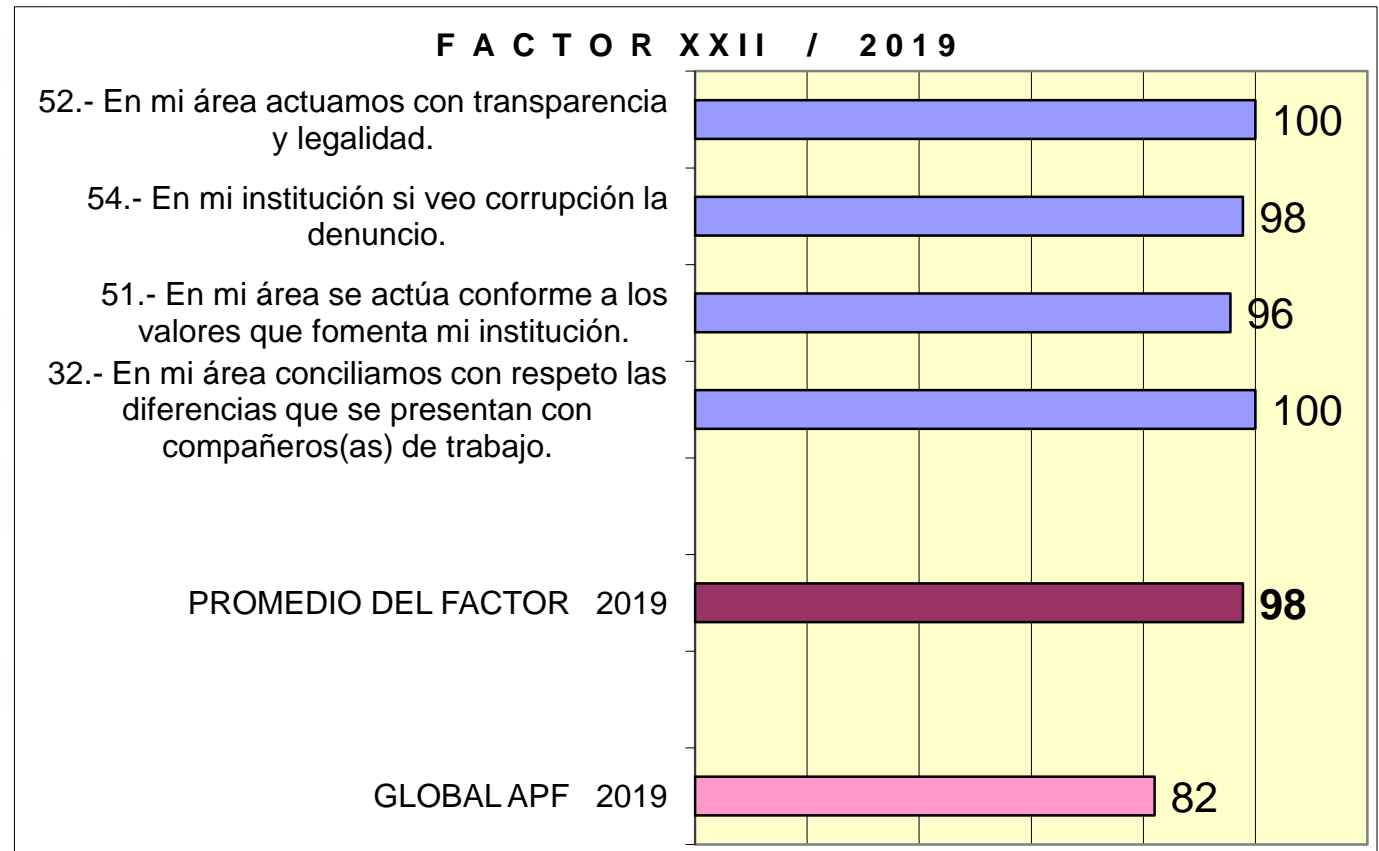 F A C T O R X X I I / 2 0 1 9
52.- En mi área actuamos con transparencia
y legalidad.
100
54.- En mi institución si veo corrupción la
denuncio.
98
51.- En mi área se actúa conforme a los
valores que fomenta mi institución.
96
32.- En mi área conciliamos con respeto las
diferencias que se presentan con
compañeros(as) de trabajo.
100
PROMEDIO DEL FACTOR 2019
98
GLOBAL APF 2019
82